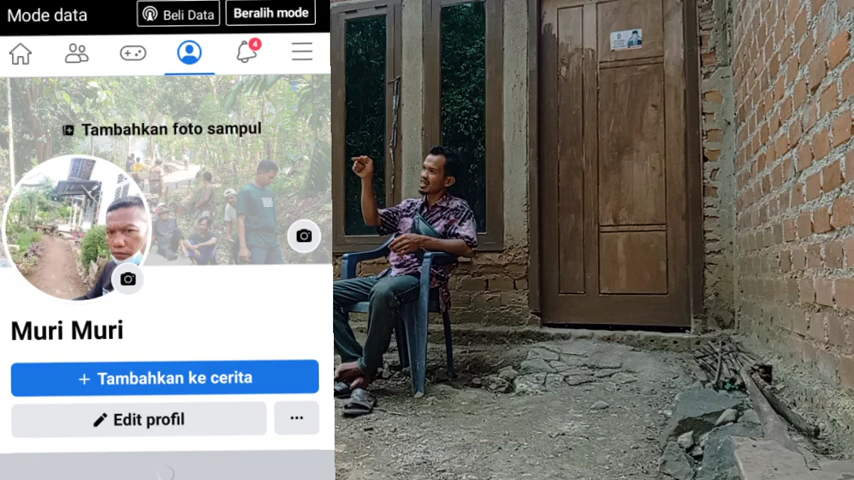 Mode data
Beli Data
Beralih mode
4
Tambahkan foto sampul
Muri Muri
+ Tambahkan ke cerita
Edit profil